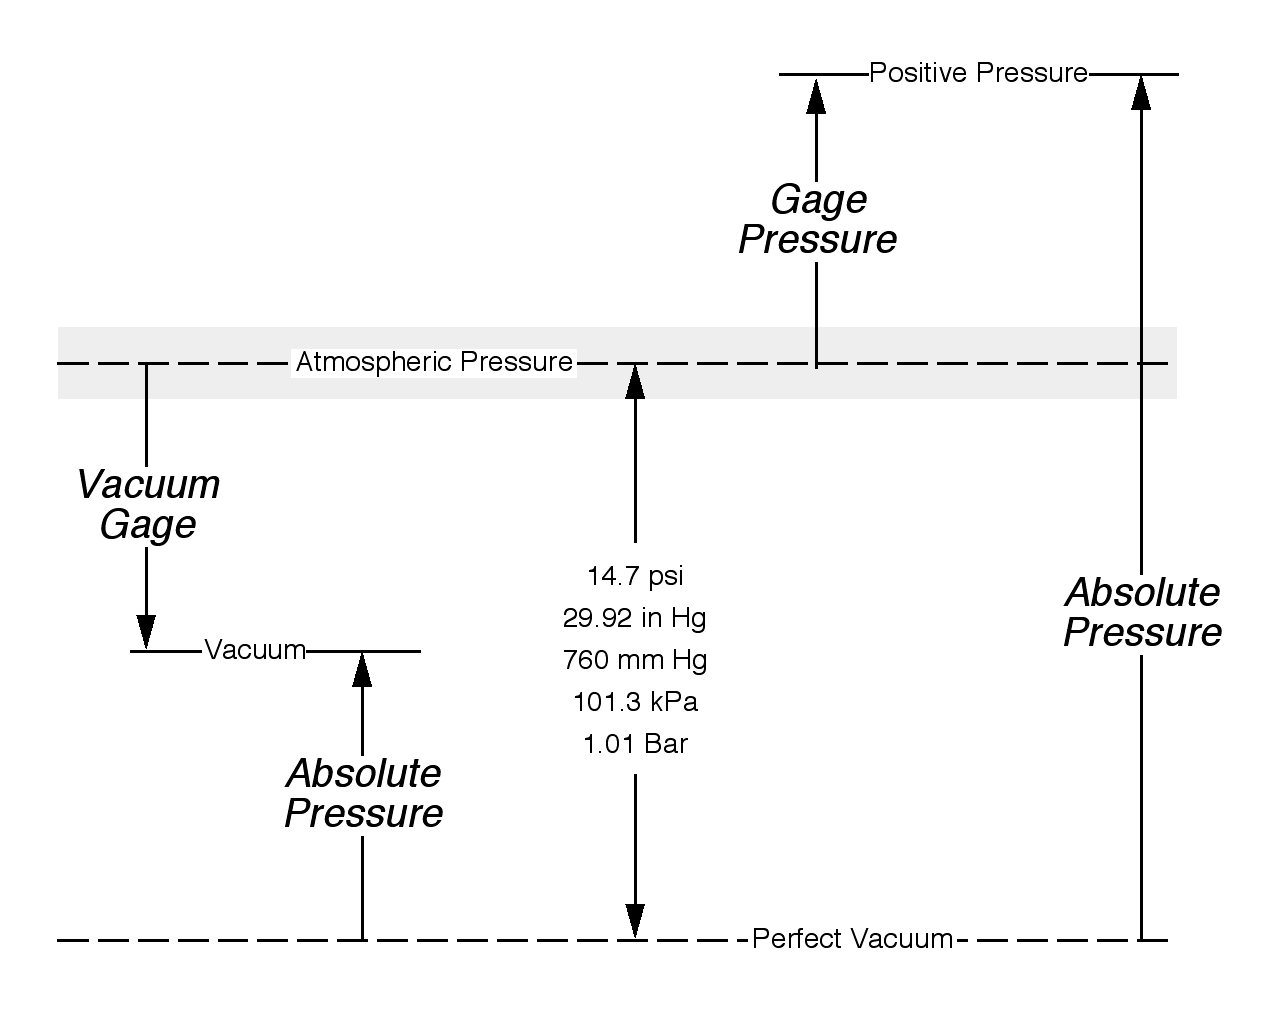 Positive Pressure
Gage
Pressure
Atmospheric Pressure
Vacuum
Gage
14.7 psi
29.92 in Hg
760 mm Hg
101.3 kPa
1.01 Bar
Absolute
Pressure
Vacuum
Absolute
Pressure
Perfect Vacuum